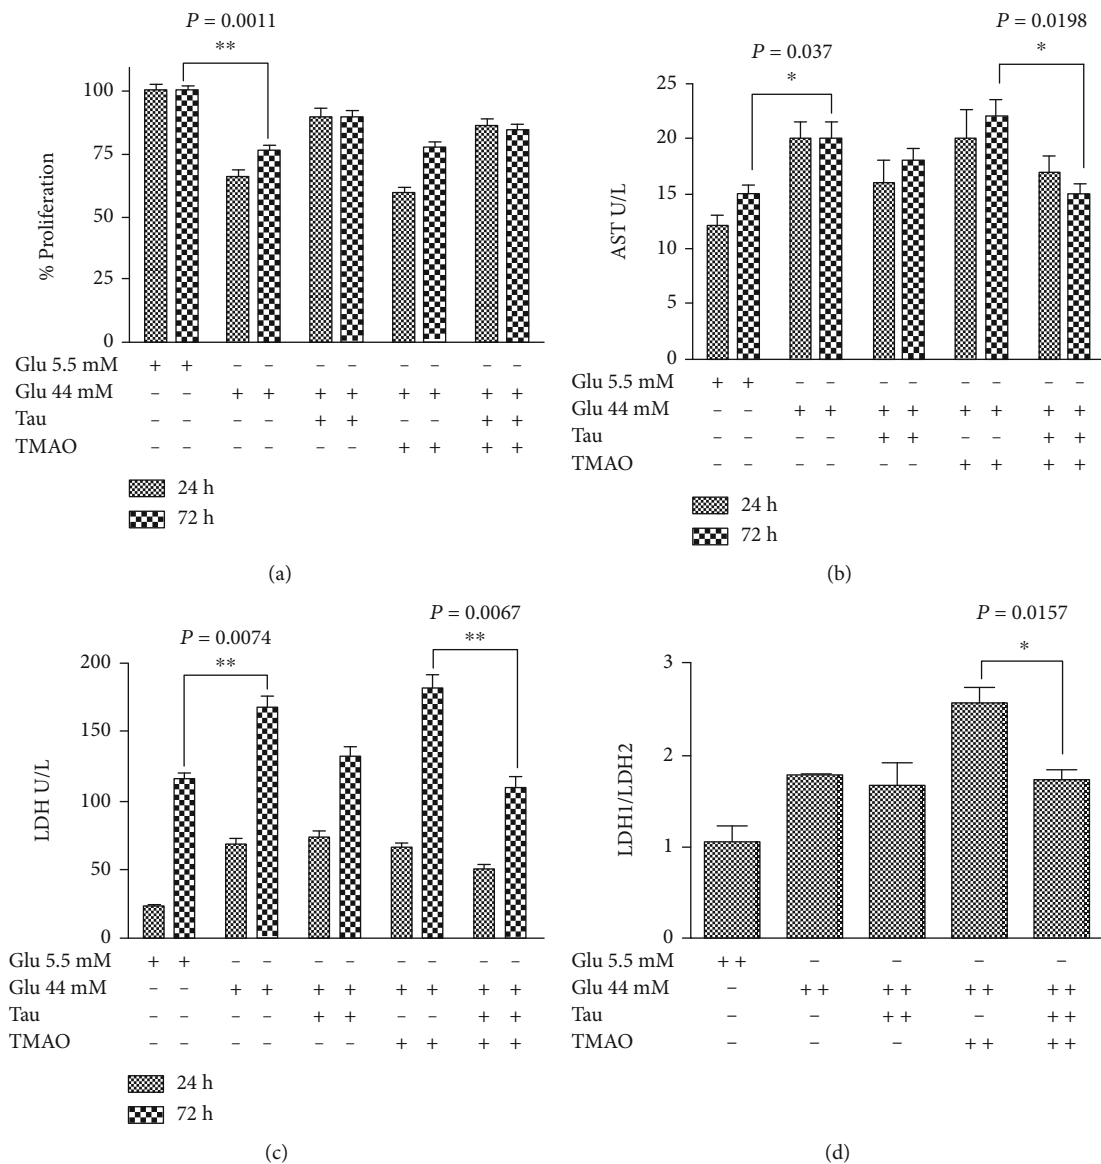 P = 0.0011
**
100
75
50
25
0
% Proliferation
Glu 5.5 mM + + – – – – – – – –
Glu 44 mM – – + + + + + + + +
Tau – – – – + + – – + +
TMAO – – – – – – + + + +
24 h
72 h
(a)
P = 0.0198
*
P = 0.037
*
25
20
15
10
5
0
AST U/L
Glu 5.5 mM + + – – – – – – – –
Glu 44 mM – – + + + + + + + +
Tau – – – – + + – – + +
TMAO – – – – – – + + + +
24 h
72 h
(b)
P = 0.0067
**
P = 0.0074
**
200
150
100
50
0
LDH U/L
Glu 5.5 mM + + – – – – – – – –
Glu 44 mM – – + + + + + + + +
Tau – – – – + + – – + +
TMAO – – – – – – + + + +
24 h
72 h
(c)
P = 0.0157
*
3
2
1
0
LDH1/LDH2
Glu 5.5 mM + + – – – –
Glu 44 mM – + + + + + + + +
Tau – – + + – + +
TMAO – – – + + + +
(d)